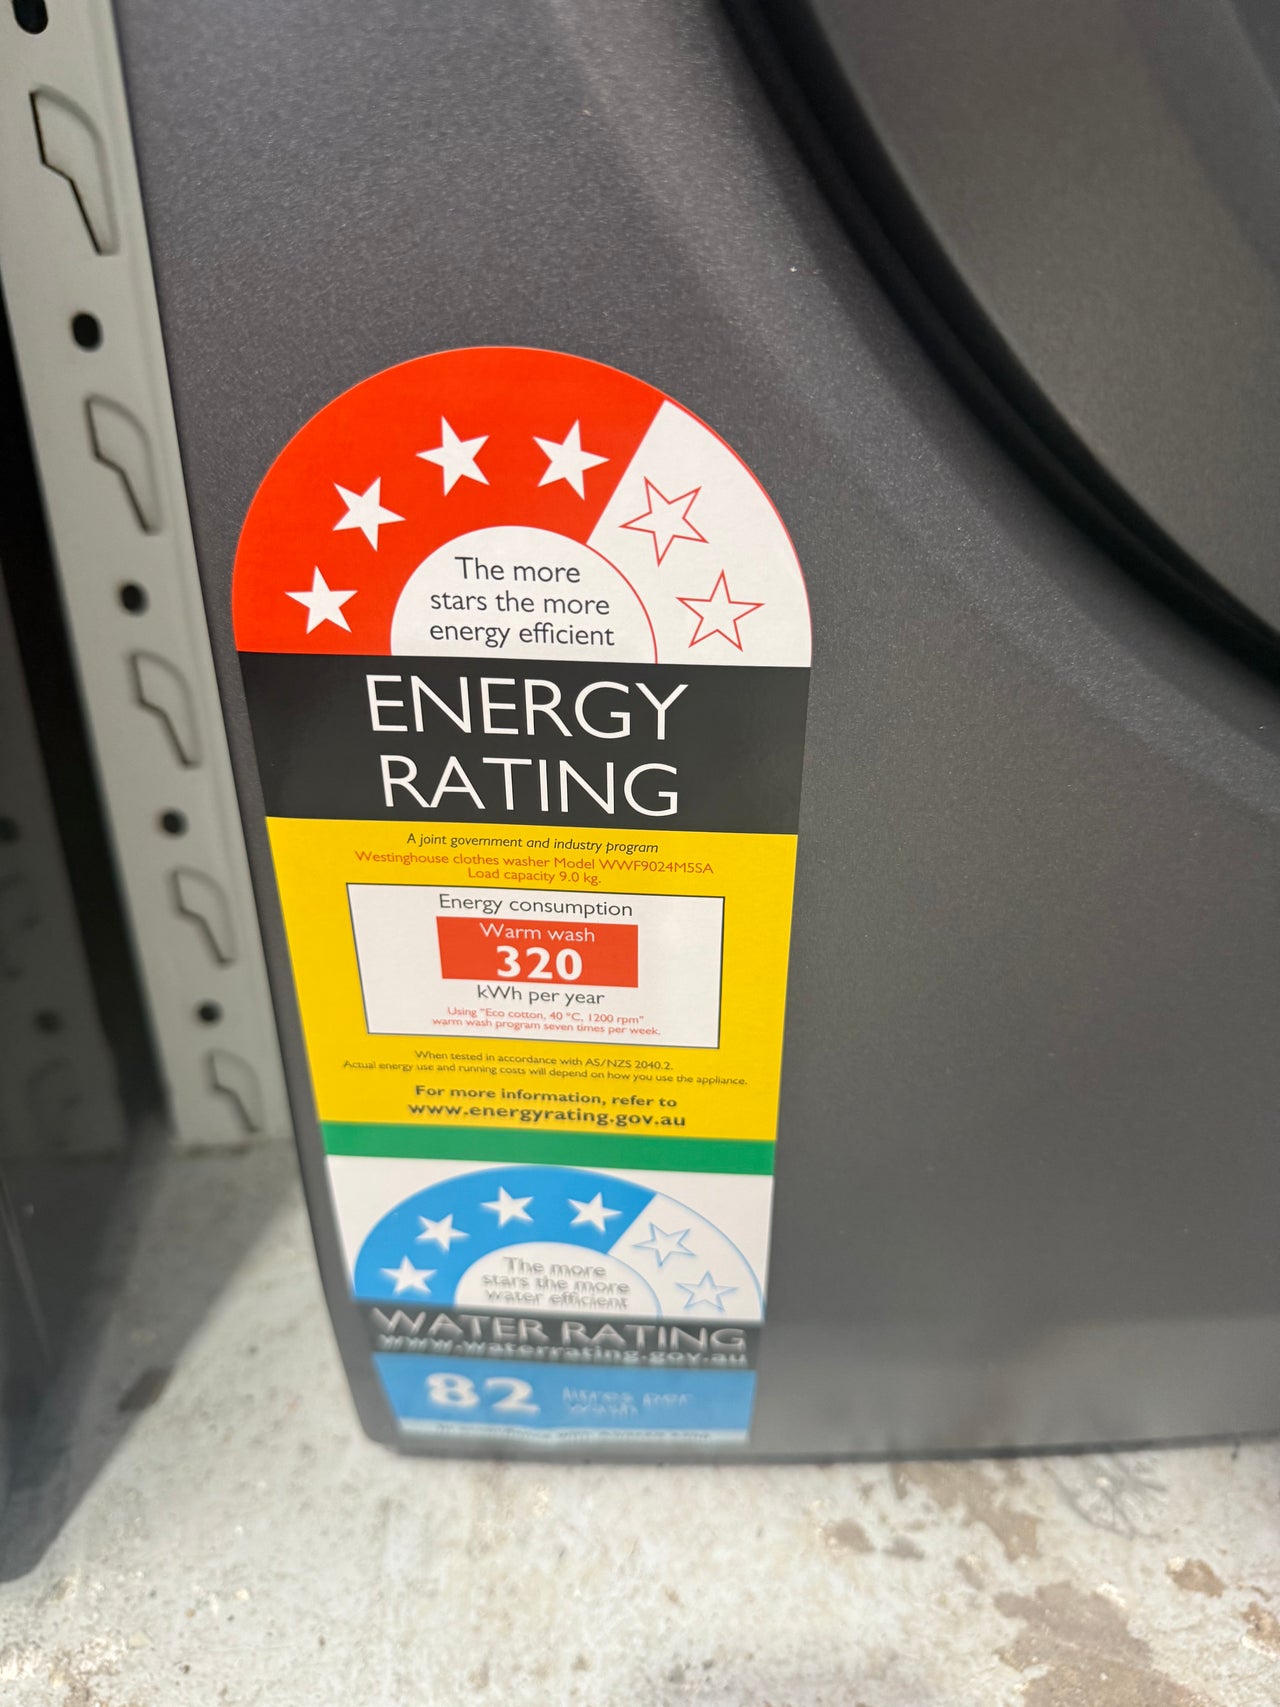 The more
stars the more
energy efficient
ENERGY
RATING
A joint government and industry program
Westinghouse clothes washer Model WWF9024M5SA
Load capacity 9.0 kg.
Energy consumption
Warm wash
320
kWh per year
Using "Eco cotton, 40 °C, 1200 rpm"
warm wash program seven times per week.
When tested in accordance with AS/NZS 2040.2.
Actual energy use and running costs will depend on how you use the appliance.
For more information, refer to
www.energyrating.gov.au
The more
stars the more
water efficient
WATER RATING
www.waterrating.gov.au
82 litres per
wash